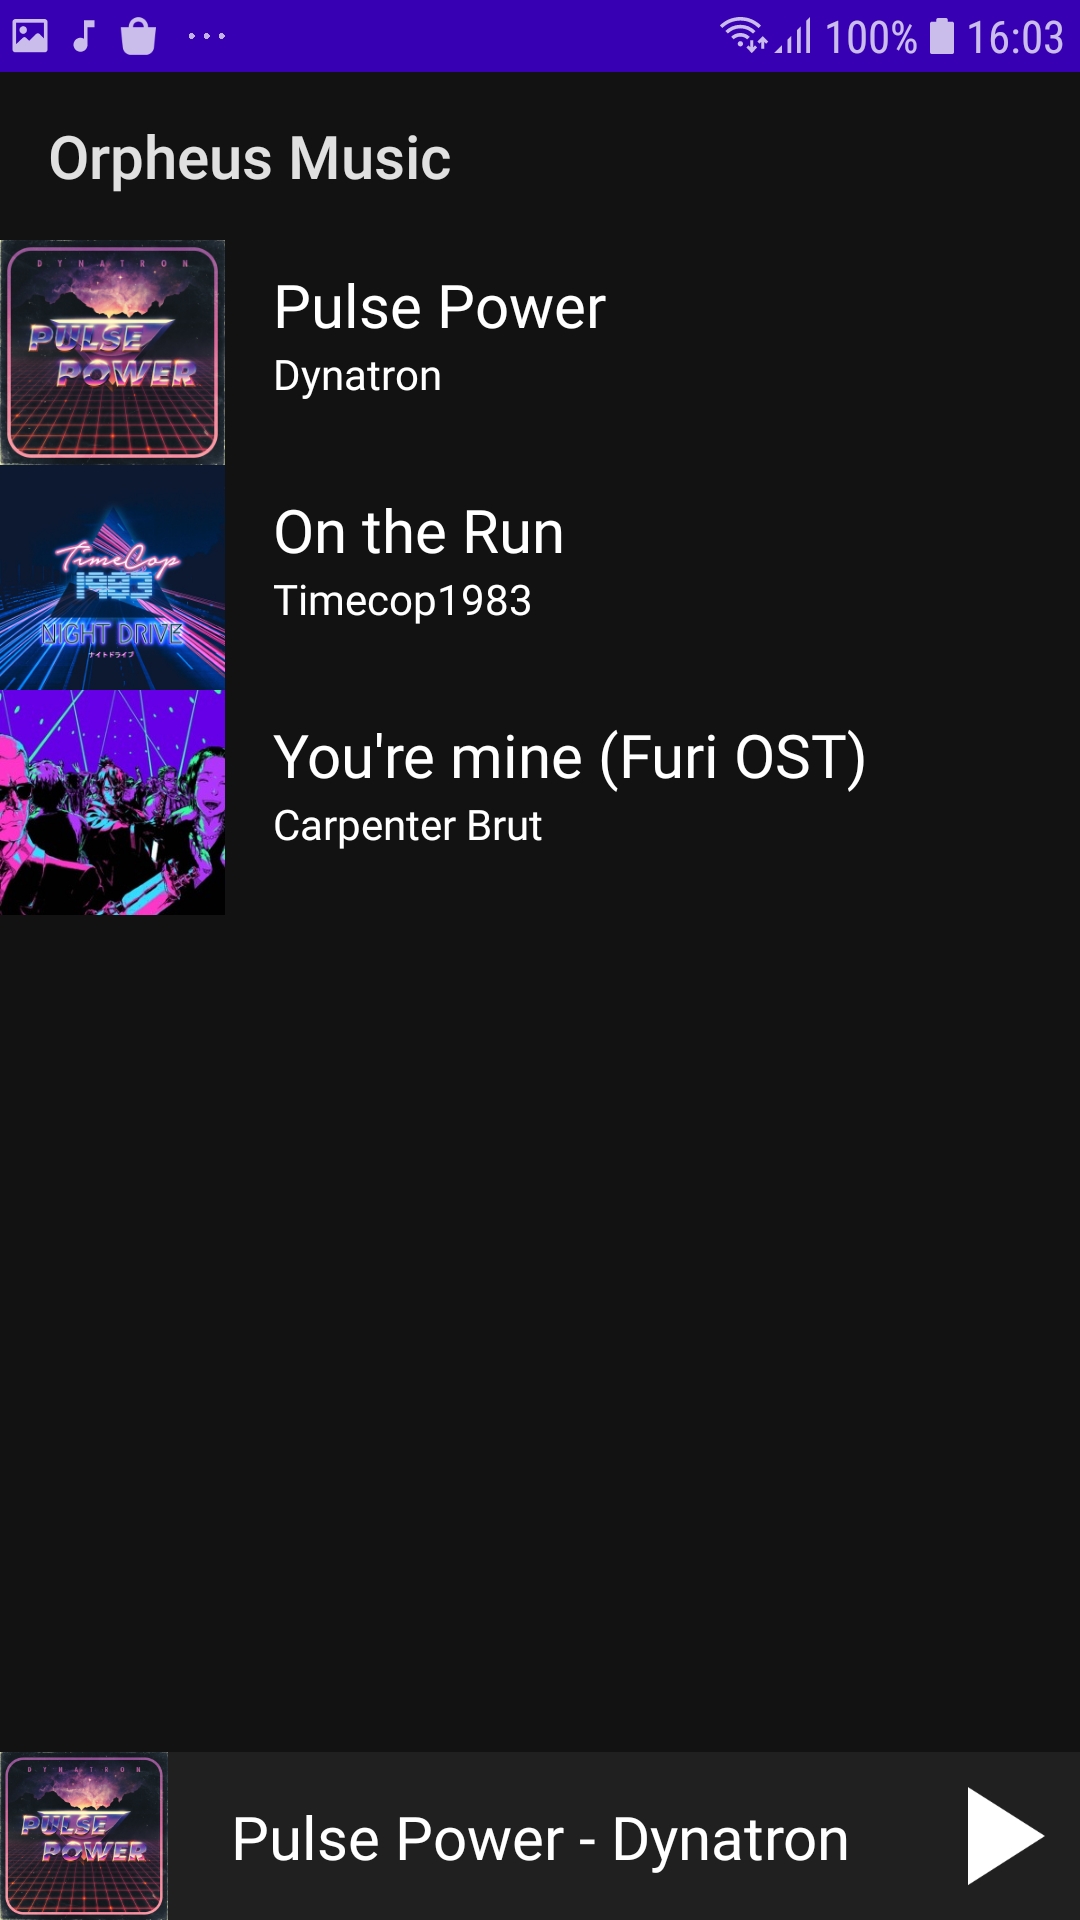 100% 16:03
Orpheus Music
DYNATRON
PULSE
POWER
Pulse Power
Dynatron
TimeCop
1983
NIGHT DRIVE
ナイトドライブ
On the Run
Timecop1983
You're mine (Furi OST)
Carpenter Brut
DYNATRON
PULSE
POWER
Pulse Power - Dynatron